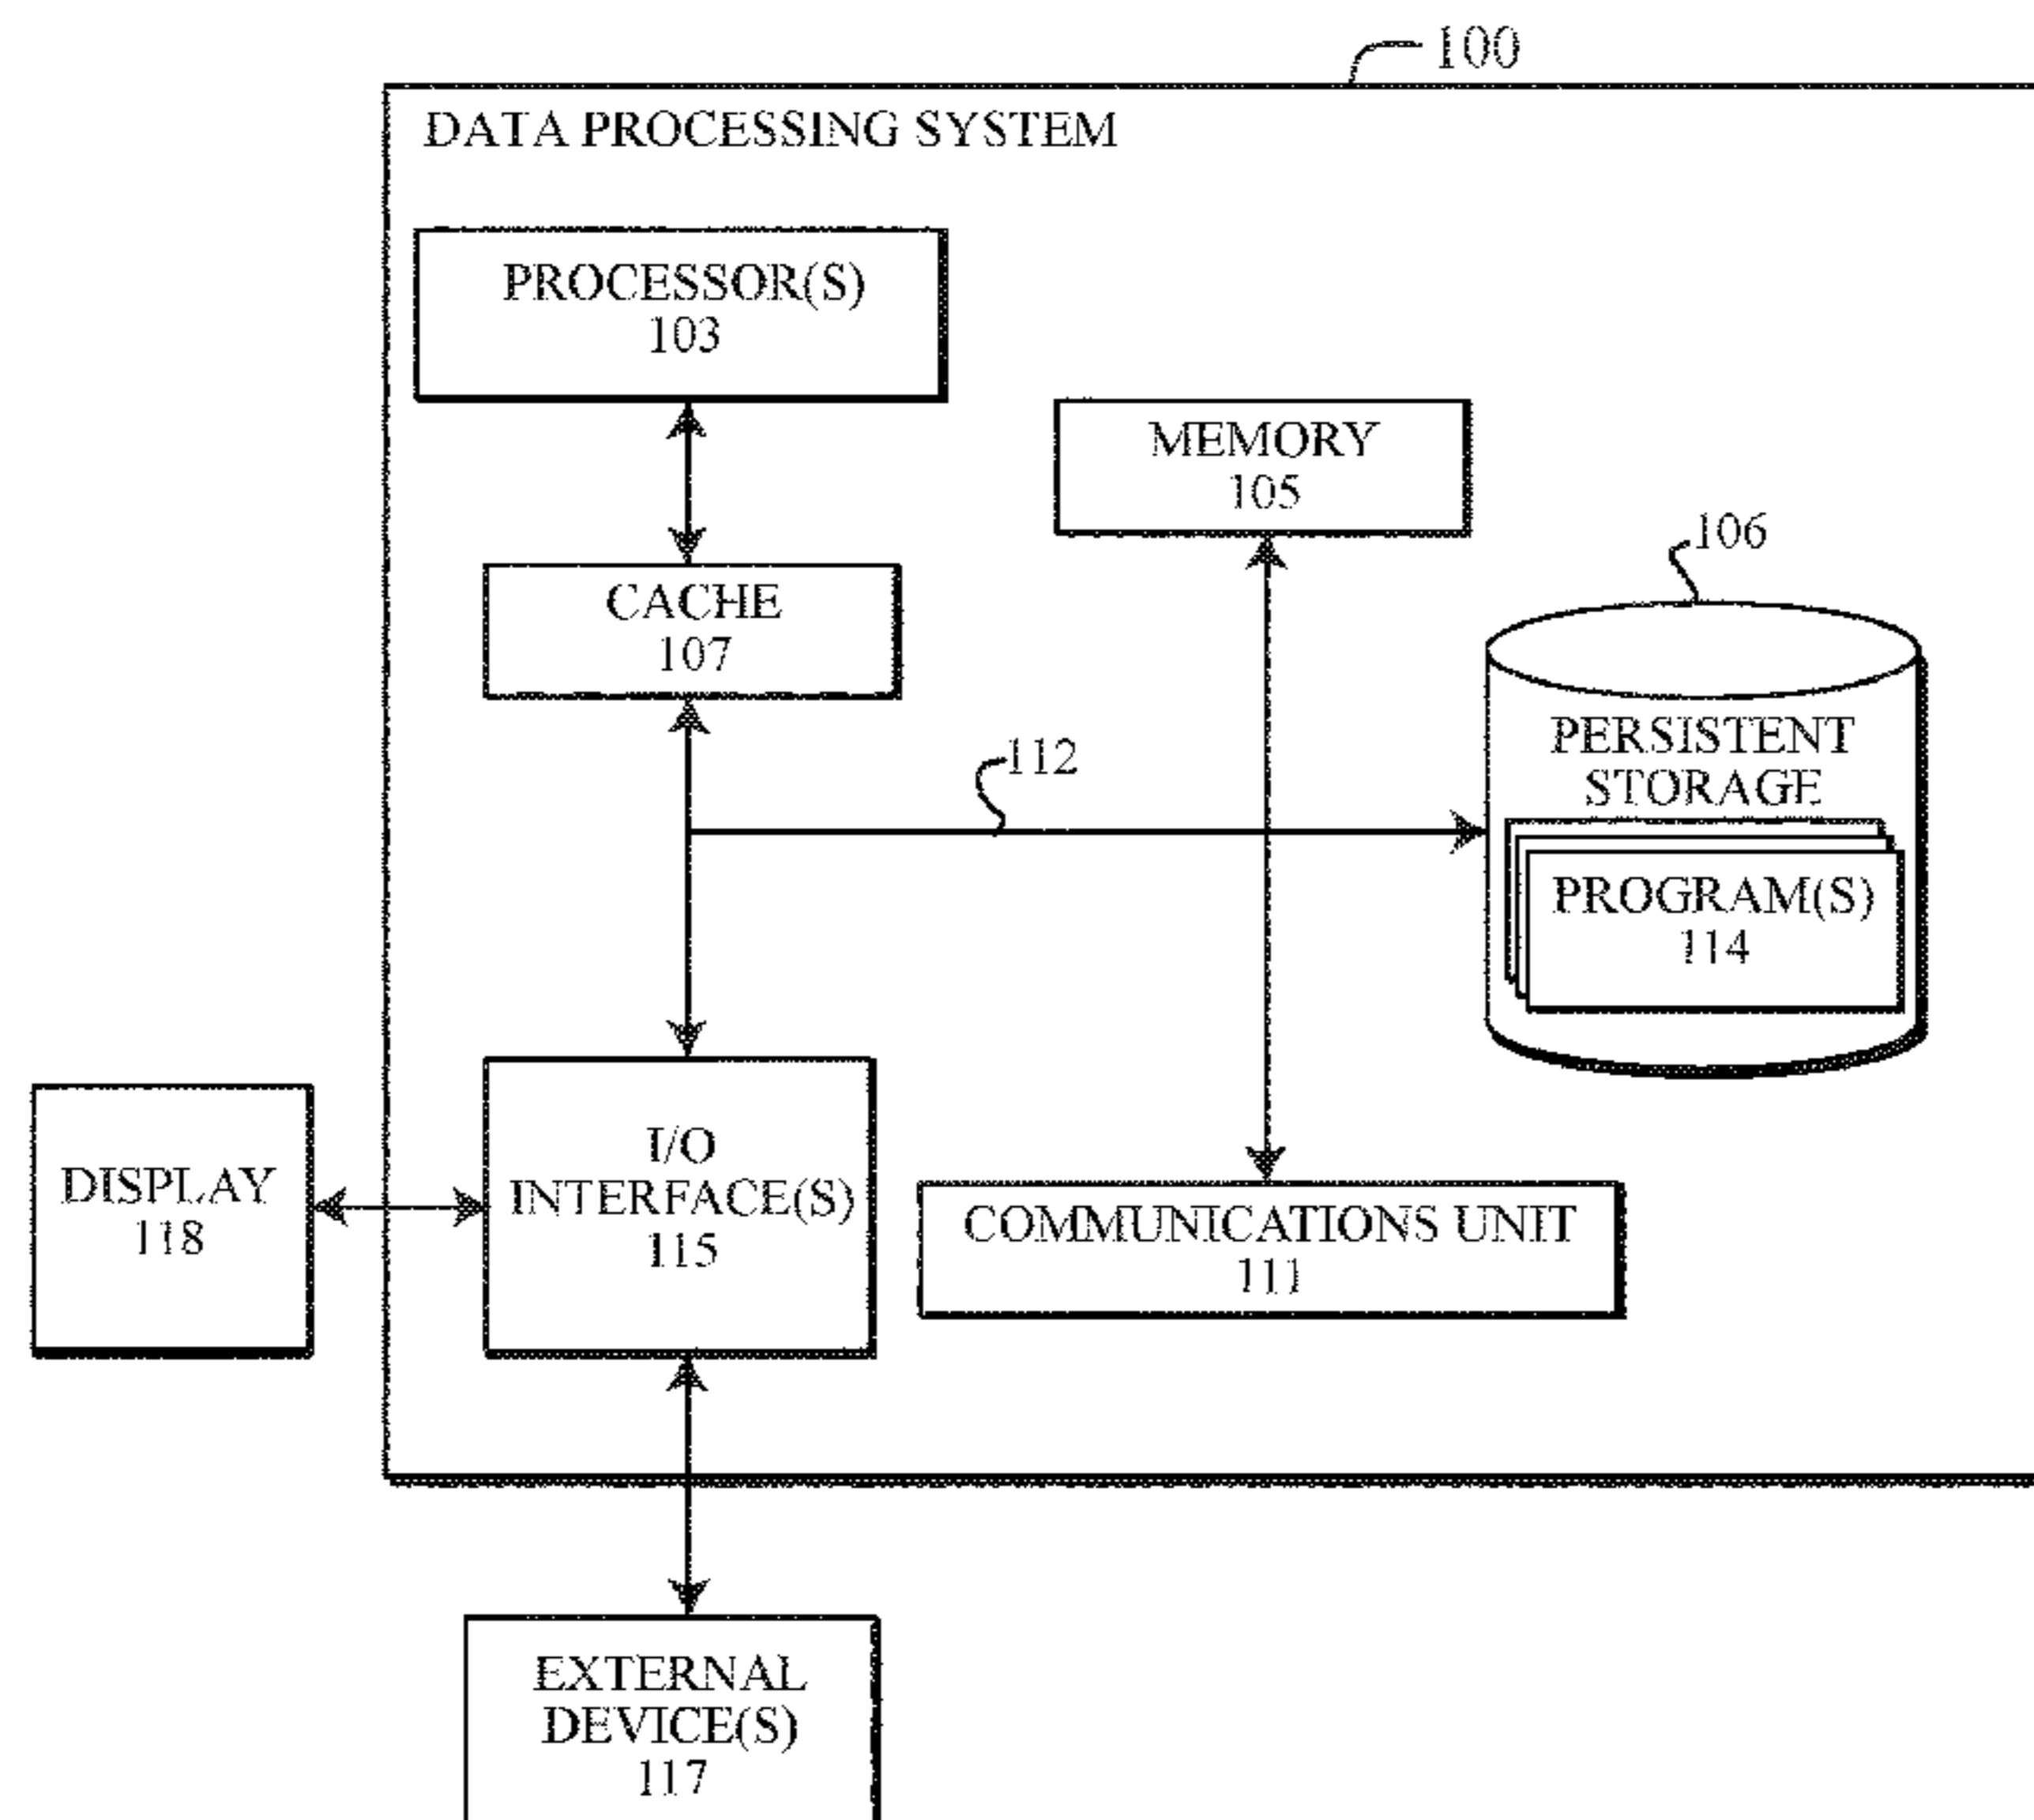 100
DATA PROCESSING SYSTEM
PROCESSOR(S)
103
MEMORY
105
106
CACHE
107
PERSISTENT
STORAGE
112
PROGRAM(S)
114
I/O
INTERFACE(S)
115
DISPLAY
118
COMMUNICATIONS UNIT
111
EXTERNAL
DEVICE(S)
117